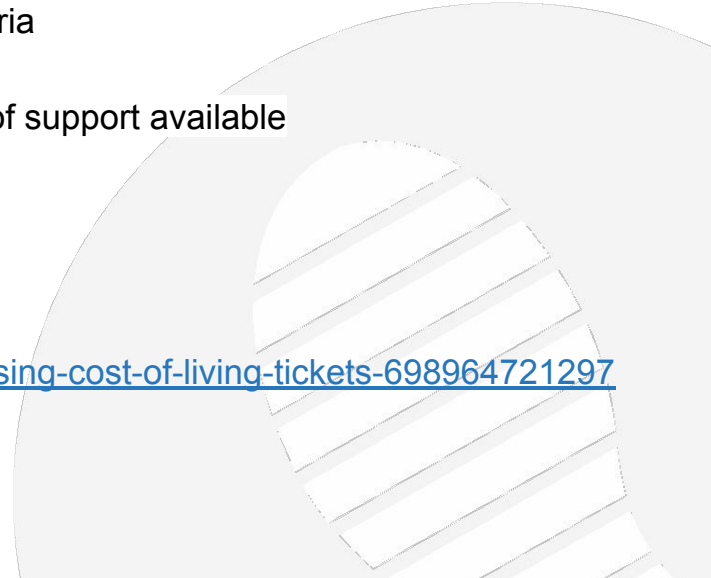 ria
of support available
sing-cost-of-living-tickets-698964721297